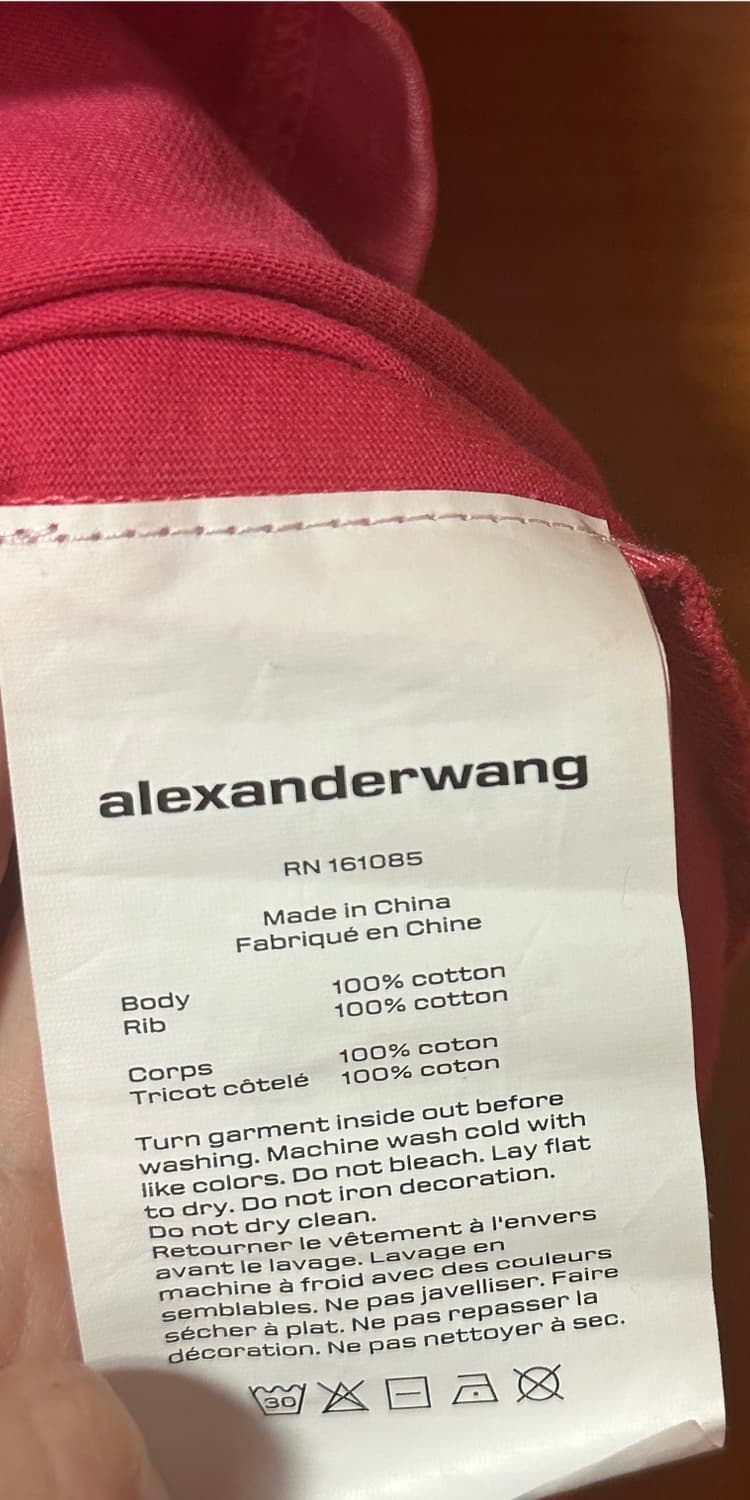 alexanderwang
RN 161085
Made in China
Fabriqué en Chine
Body 100% cotton
Rib 100% cotton
Corps 100% coton
Tricot côtelé 100% coton
Turn garment inside out before
washing. Machine wash cold with
like colors. Do not bleach. Lay flat
to dry. Do not iron decoration.
Do not dry clean.
Retourner le vêtement à l'envers
avant le lavage. Lavage en
machine à froid avec des couleurs
semblables. Ne pas javelliser. Faire
sécher à plat. Ne pas repasser la
décoration. Ne pas nettoyer à sec.
30